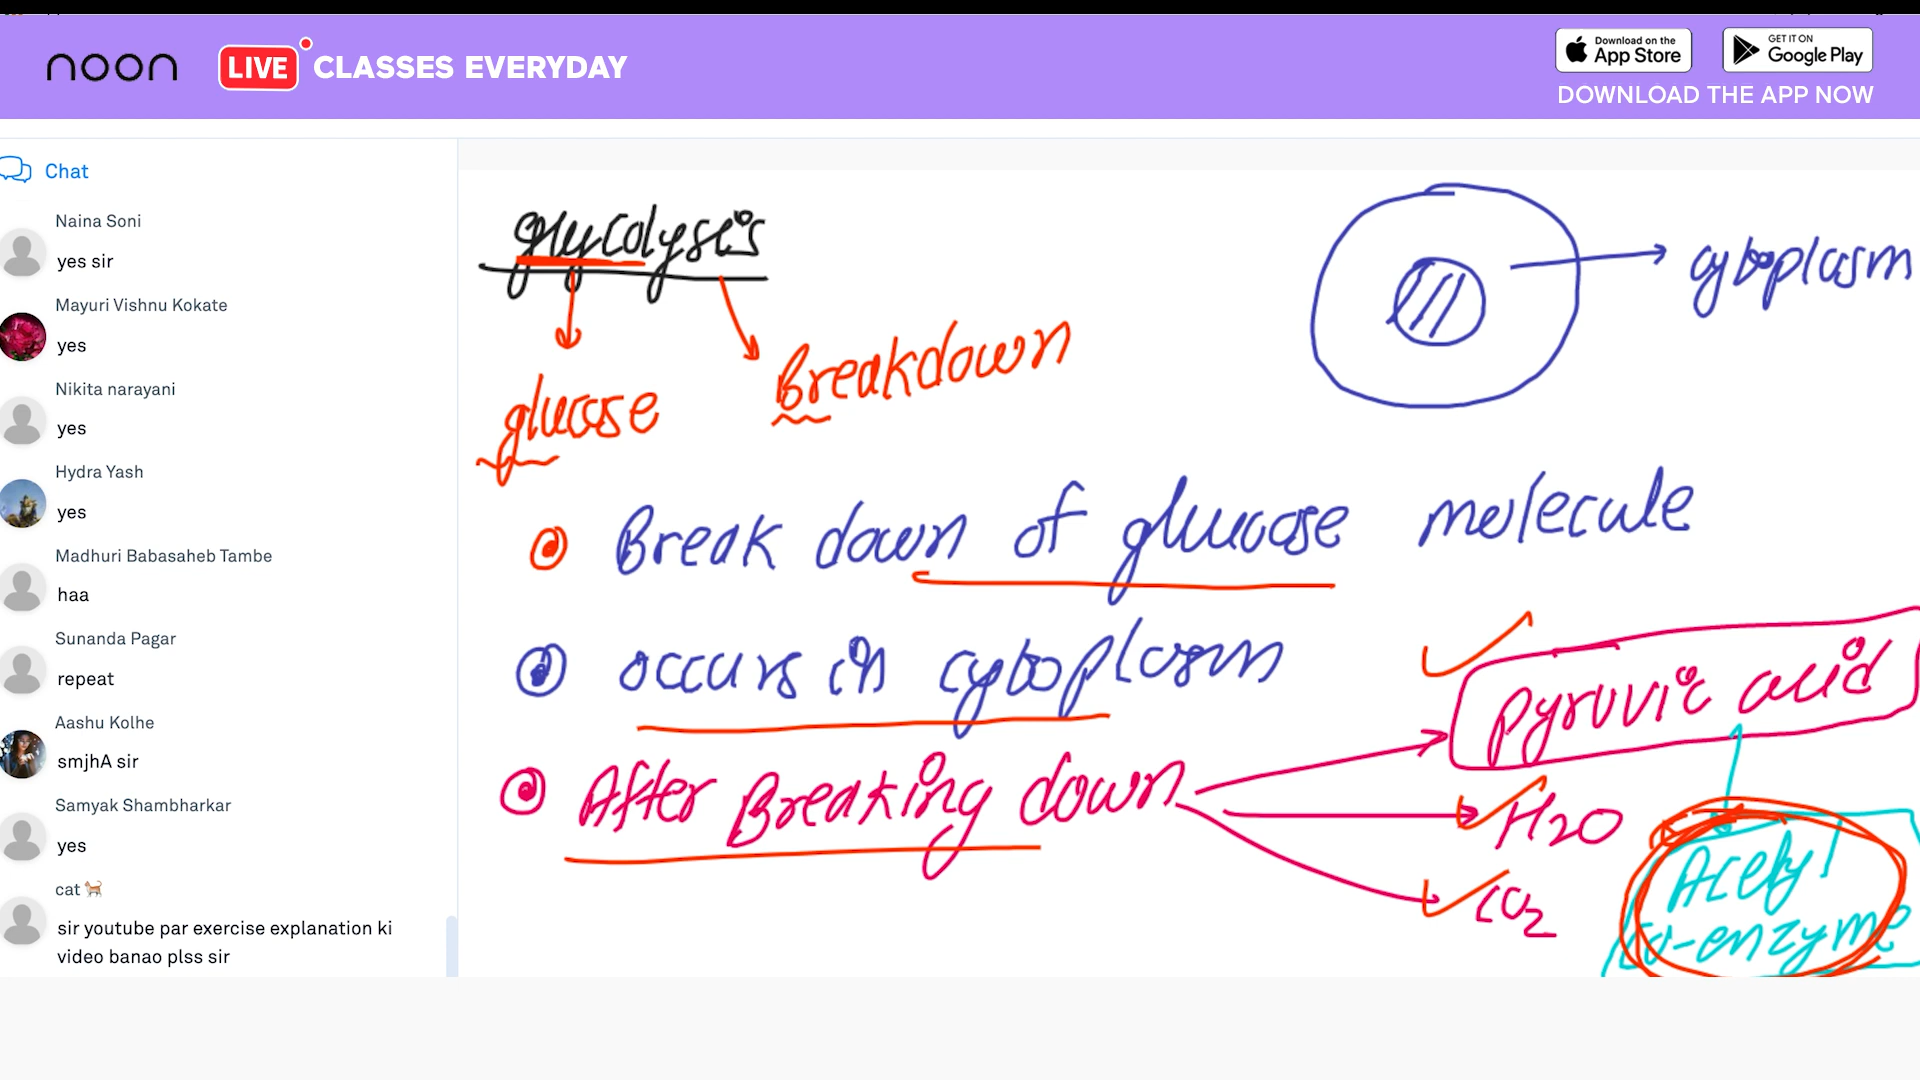 noon LIVE CLASSES EVERYDAY
Download on the App Store
GET IT ON Google Play
DOWNLOAD THE APP NOW
Chat
Naina Soni
yes sir
Mayuri Vishnu Kokate
yes
Nikita narayani
yes
Hydra Yash
yes
Madhuri Babasaheb Tambe
haa
Sunanda Pagar
repeat
Aashu Kolhe
smjhA sir
Samyak Shambharkar
yes
cat 🐈
sir youtube par exercise explanation ki
video banao plss sir
glycolysis
cytoplasm
glucose
Breakdown
Break down of glucose molecule
occurs in cytoplasm
After Breaking down
pyruvic acid
H2O
CO2
Acetyl
co-enzyme